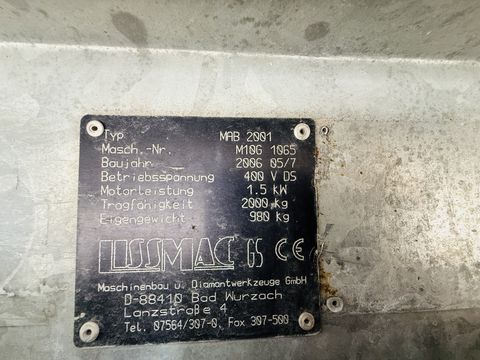 Typ MAB 2001
Masch.-Nr. M10G 1065
Baujahr 2006 05/7
Betriebsspannung 400 V DS
Motorleistung 1.5 kW
Tragfähigkeit 2000 kg
Eigengewicht 980 kg
LISSMAC GS CE
Maschinenbau u. Diamantwerkzeuge GmbH
D-88410 Bad Wurzach
Lanzstraße 4
Tel. 07564/307-0, Fax 307-500